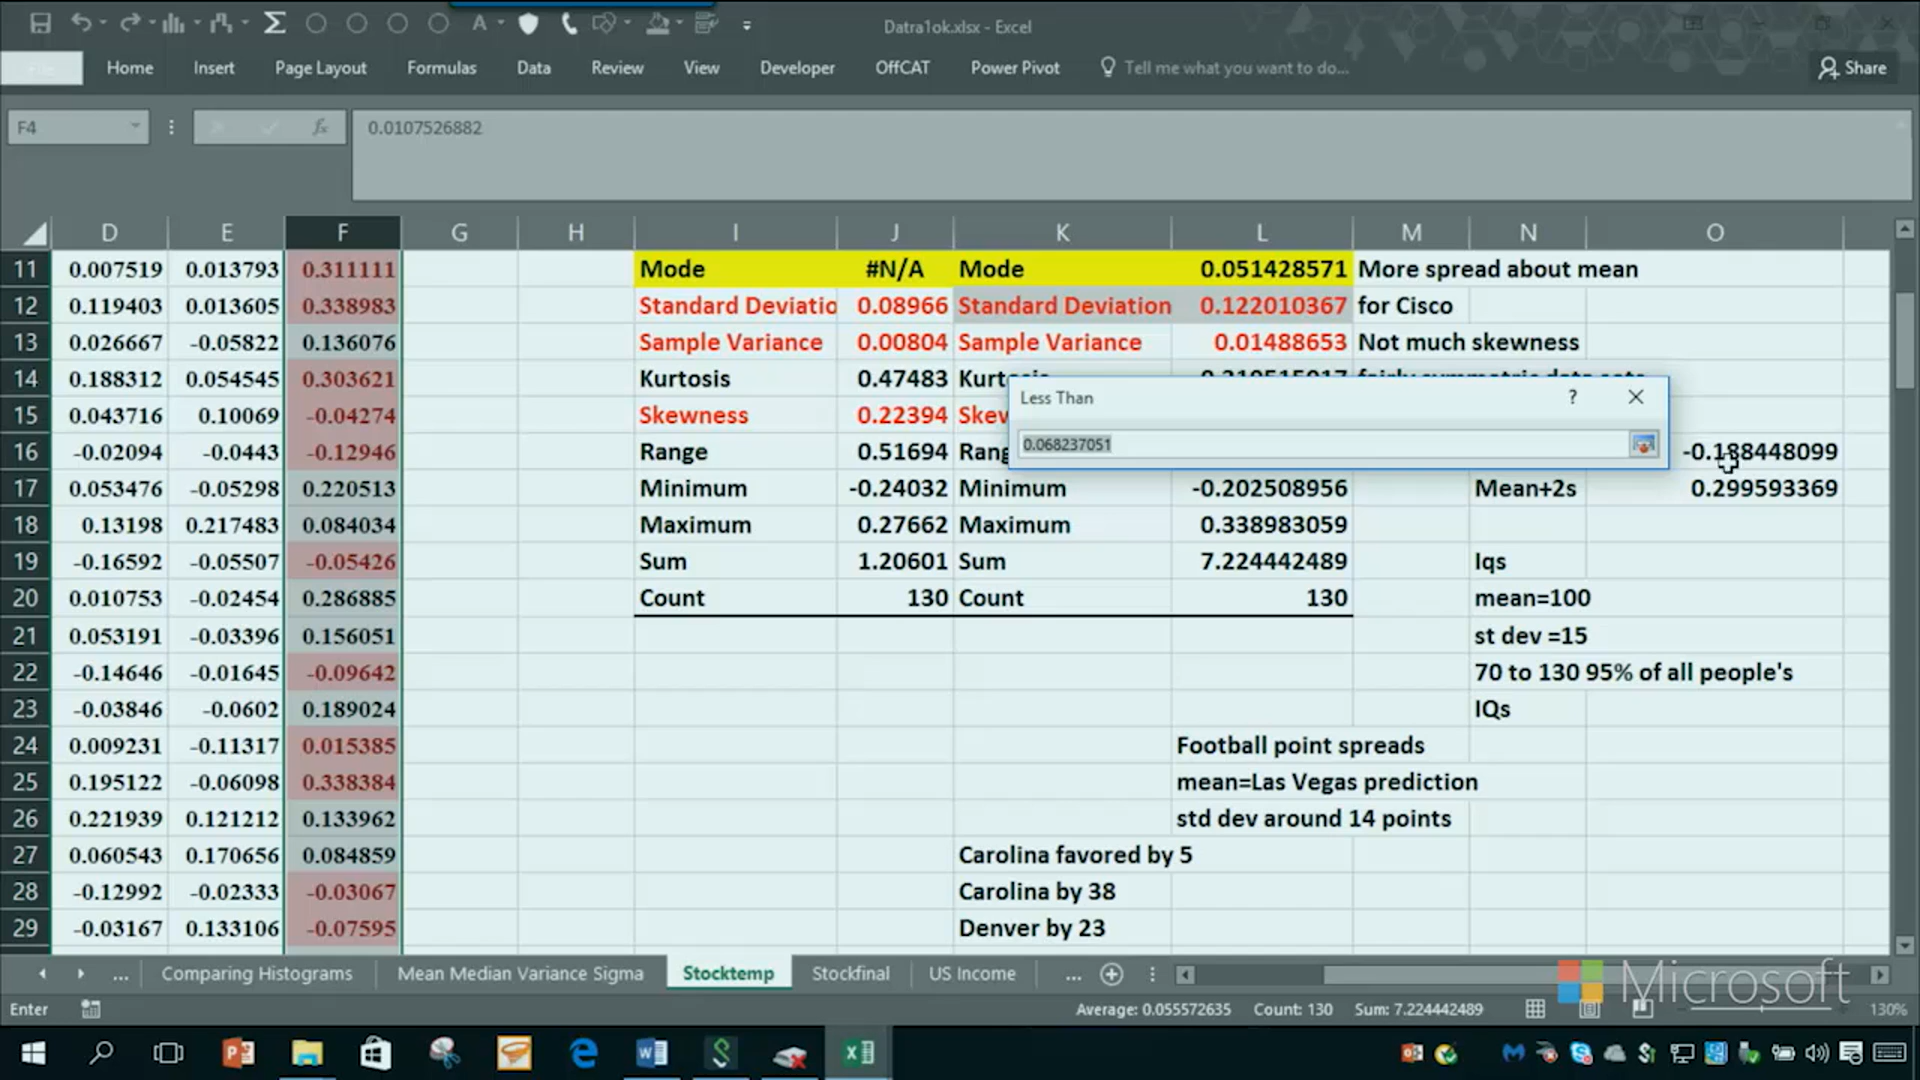 Datra1ok.xlsx - Excel
Home Insert Page Layout Formulas Data Review View Developer OffCAT Power Pivot Tell me what you want to do... Share
F4 fx 0.0107526882
D E F G H I J K L M N O
11 0.007519 0.013793 0.311111 Mode #N/A Mode 0.051428571 More spread about mean
12 0.119403 0.013605 0.338983 Standard Deviatio 0.08966 Standard Deviation 0.122010367 for Cisco
13 0.026667 -0.05822 0.136076 Sample Variance 0.00804 Sample Variance 0.01488653 Not much skewness
14 0.188312 0.054545 0.303621 Kurtosis 0.47483
Less Than ?
15 0.043716 0.10069 -0.04274 Skewness 0.22394
0.068237051
16 -0.02094 -0.0443 -0.12946 Range 0.51694 -0.188448099
17 0.053476 -0.05298 0.220513 Minimum -0.24032 Minimum -0.202508956 Mean+2s 0.299593369
18 0.13198 0.217483 0.084034 Maximum 0.27662 Maximum 0.338983059
19 -0.16592 -0.05507 -0.05426 Sum 1.20601 Sum 7.224442489 Iqs
20 0.010753 -0.02454 0.286885 Count 130 Count 130 mean=100
21 0.053191 -0.03396 0.156051 st dev =15
22 -0.14646 -0.01645 -0.09642 70 to 130 95% of all people's
23 -0.03846 -0.0602 0.189024 IQs
24 0.009231 -0.11317 0.015385 Football point spreads
25 0.195122 -0.06098 0.338384 mean=Las Vegas prediction
26 0.221939 0.121212 0.133962 std dev around 14 points
27 0.060543 0.170656 0.084859 Carolina favored by 5
28 -0.12992 -0.02333 -0.03067 Carolina by 38
29 -0.03167 0.133106 -0.07595 Denver by 23
... Comparing Histograms Mean Median Variance Sigma Stocktemp Stockfinal US Income ...
Microsoft
Enter Average: 0.055572635 Count: 130 Sum: 7.224442489 130%